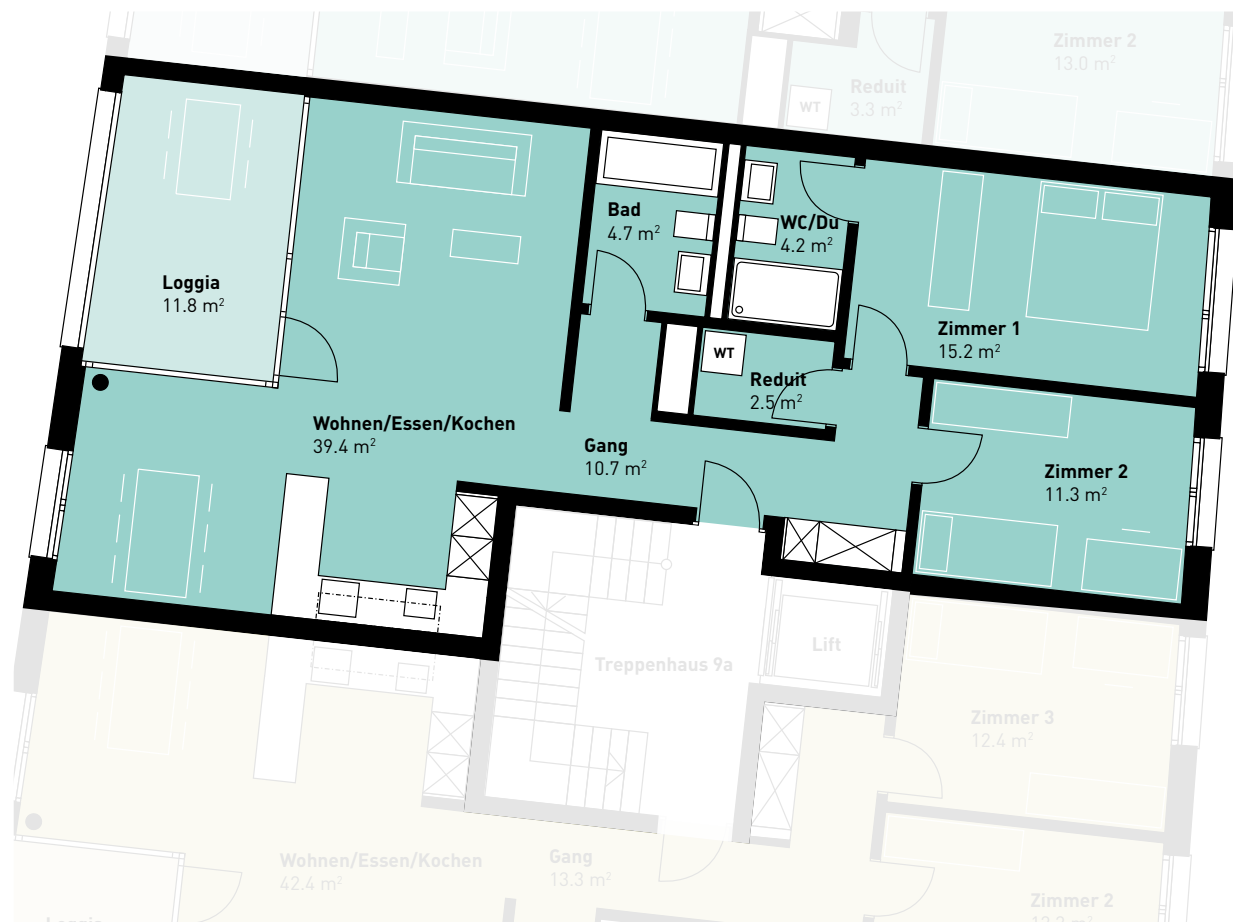 Zimmer 2
13.0 m²
Reduit
3.3 m²
WT
Bad
4.7 m²
WC/Du
4.2 m²
Loggia
11.8 m²
Zimmer 1
15.2 m²
WT
Reduit
2.5 m²
Wohnen/Essen/Kochen
39.4 m²
Gang
10.7 m²
Zimmer 2
11.3 m²
Treppenhaus 9a
Lift
Zimmer 3
12.4 m²
Wohnen/Essen/Kochen
42.4 m²
Gang
13.3 m²
Zimmer 2
Loggia